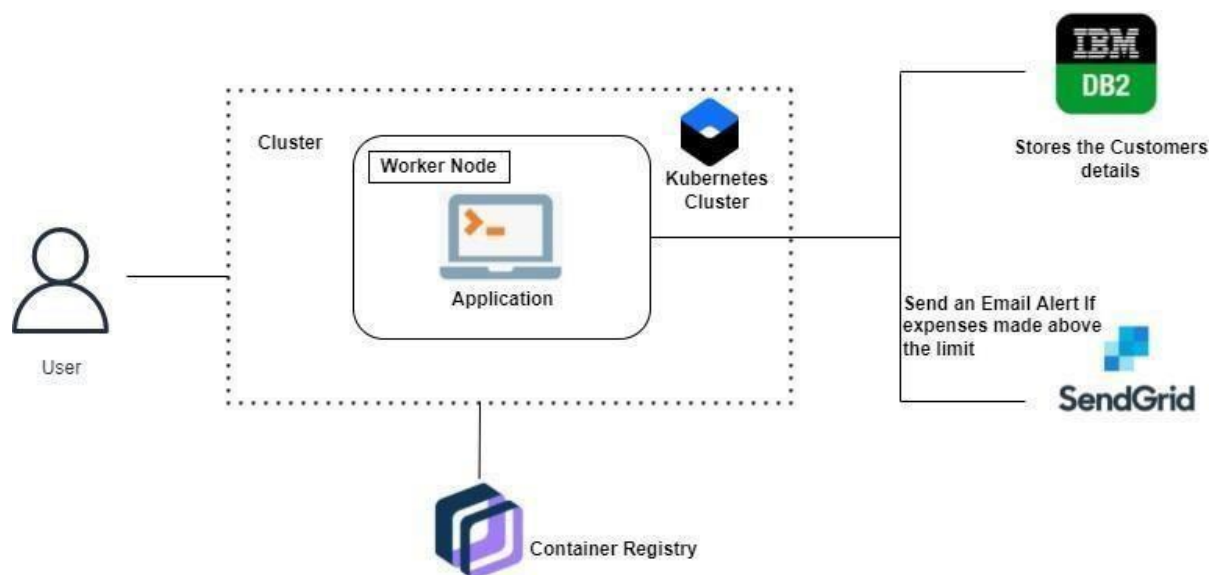 IBM
DB2
Stores the Customers
details
Cluster
Worker Node
Kubernetes
Cluster
Application
User
Send an Email Alert If
expenses made above
the limit
SendGrid
Container Registry